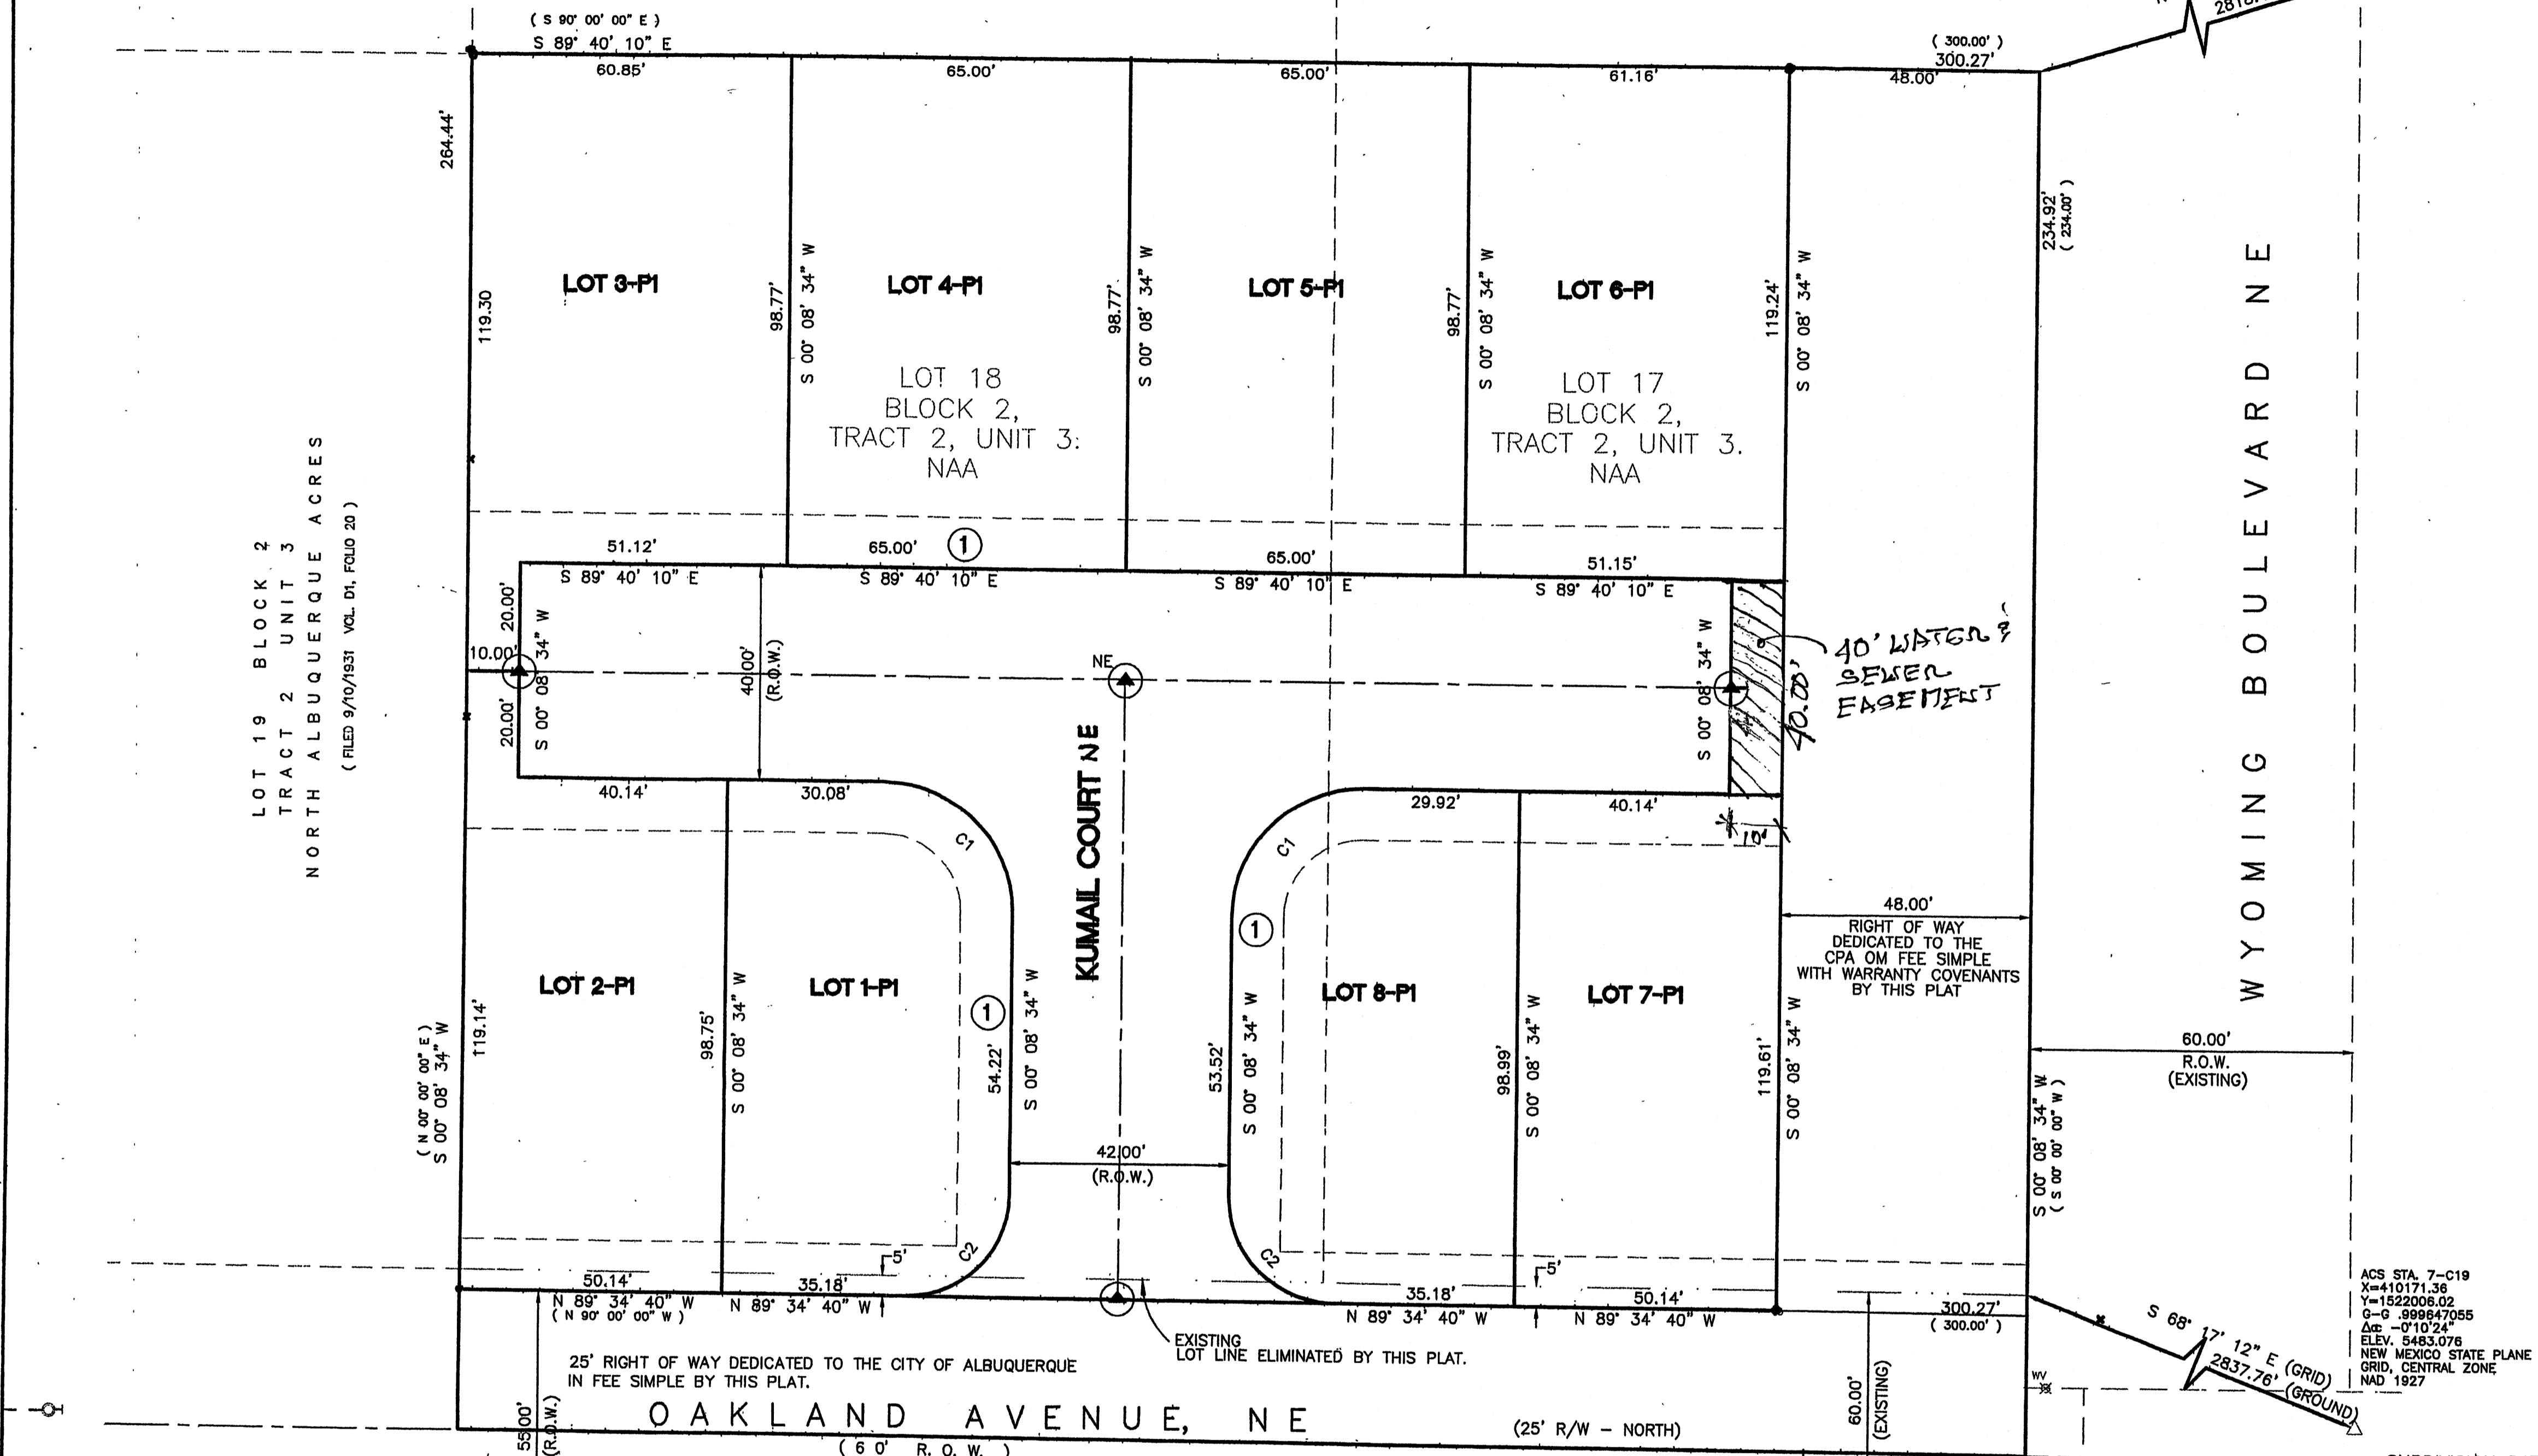 ( S 90° 00' 00" E )
S 89° 40' 10" E
60.85'
65.00'
65.00'
61.16'
( 300.00' )
300.27'
48.00'
264.44'
119.30
LOT 3-P1
98.77'
S 00° 08' 34" W
LOT 4-P1
98.77'
S 00° 08' 34" W
LOT 5-P1
98.77'
S 00° 08' 34" W
LOT 6-P1
119.24'
S 00° 08' 34" W
234.92'
( 234.00' )
LOT 18
BLOCK 2,
TRACT 2, UNIT 3.
NAA
LOT 17
BLOCK 2,
TRACT 2, UNIT 3.
NAA
LOT 19 BLOCK 2
TRACT 2 UNIT 3
NORTH ALBUQUERQUE ACRES
( FILED 9/10/1931 VOL. D1, FOLIO 20 )
WYOMING BOULEVARD NE
51.12'
65.00'
1
65.00'
51.15'
S 89° 40' 10" E
S 89° 40' 10" E
S 89° 40' 10" E
S 89° 40' 10" E
20.00'
10.00'
20.00'
S 00° 08' 34" W
40.00'
(R.O.W.)
NE
KUMAIL COURT NE
S 00° 08' 34" W
40.00'
40' WATER &
SEWER
EASEMENT
10'
40.14'
30.08'
C1
C1
29.92'
40.14'
LOT 2-P1
LOT 1-P1
1
1
LOT 8-P1
LOT 7-P1
48.00'
RIGHT OF WAY
DEDICATED TO THE
CPA OM FEE SIMPLE
WITH WARRANTY COVENANTS
BY THIS PLAT
( N 00° 00' 00" E )
S 00° 08' 34" W
119.14'
98.75'
S 00° 08' 34" W
54.22'
S 00° 08' 34" W
53.52'
S 00° 08' 34" W
98.99'
S 00° 08' 34" W
119.61'
S 00° 08' 34" W
60.00'
R.O.W.
(EXISTING)
S 00° 08' 34" W
( S 00° 00' 00" W )
42.00'
(R.O.W.)
C2
C2
5'
5'
50.14'
35.18'
35.18'
50.14'
N 89° 34' 40" W
( N 90° 00' 00" W )
N 89° 34' 40" W
N 89° 34' 40" W
N 89° 34' 40" W
300.27'
( 300.00' )
EXISTING
LOT LINE ELIMINATED BY THIS PLAT.
25' RIGHT OF WAY DEDICATED TO THE CITY OF ALBUQUERQUE
IN FEE SIMPLE BY THIS PLAT.
55.00'
(R.O.W.)
OAKLAND AVENUE, NE
( 60' R.O.W. )
(25' R/W - NORTH)
60.00'
(EXISTING)
WV
S 68° 17' 12" E (GRID)
2837.76' (GROUND)
ACS STA. 7-C19
X=410171.36
Y=1522006.02
G-G .999647055
Δα -0°10'24"
ELEV. 5483.076
NEW MEXICO STATE PLANE
GRID, CENTRAL ZONE
NAD 1927